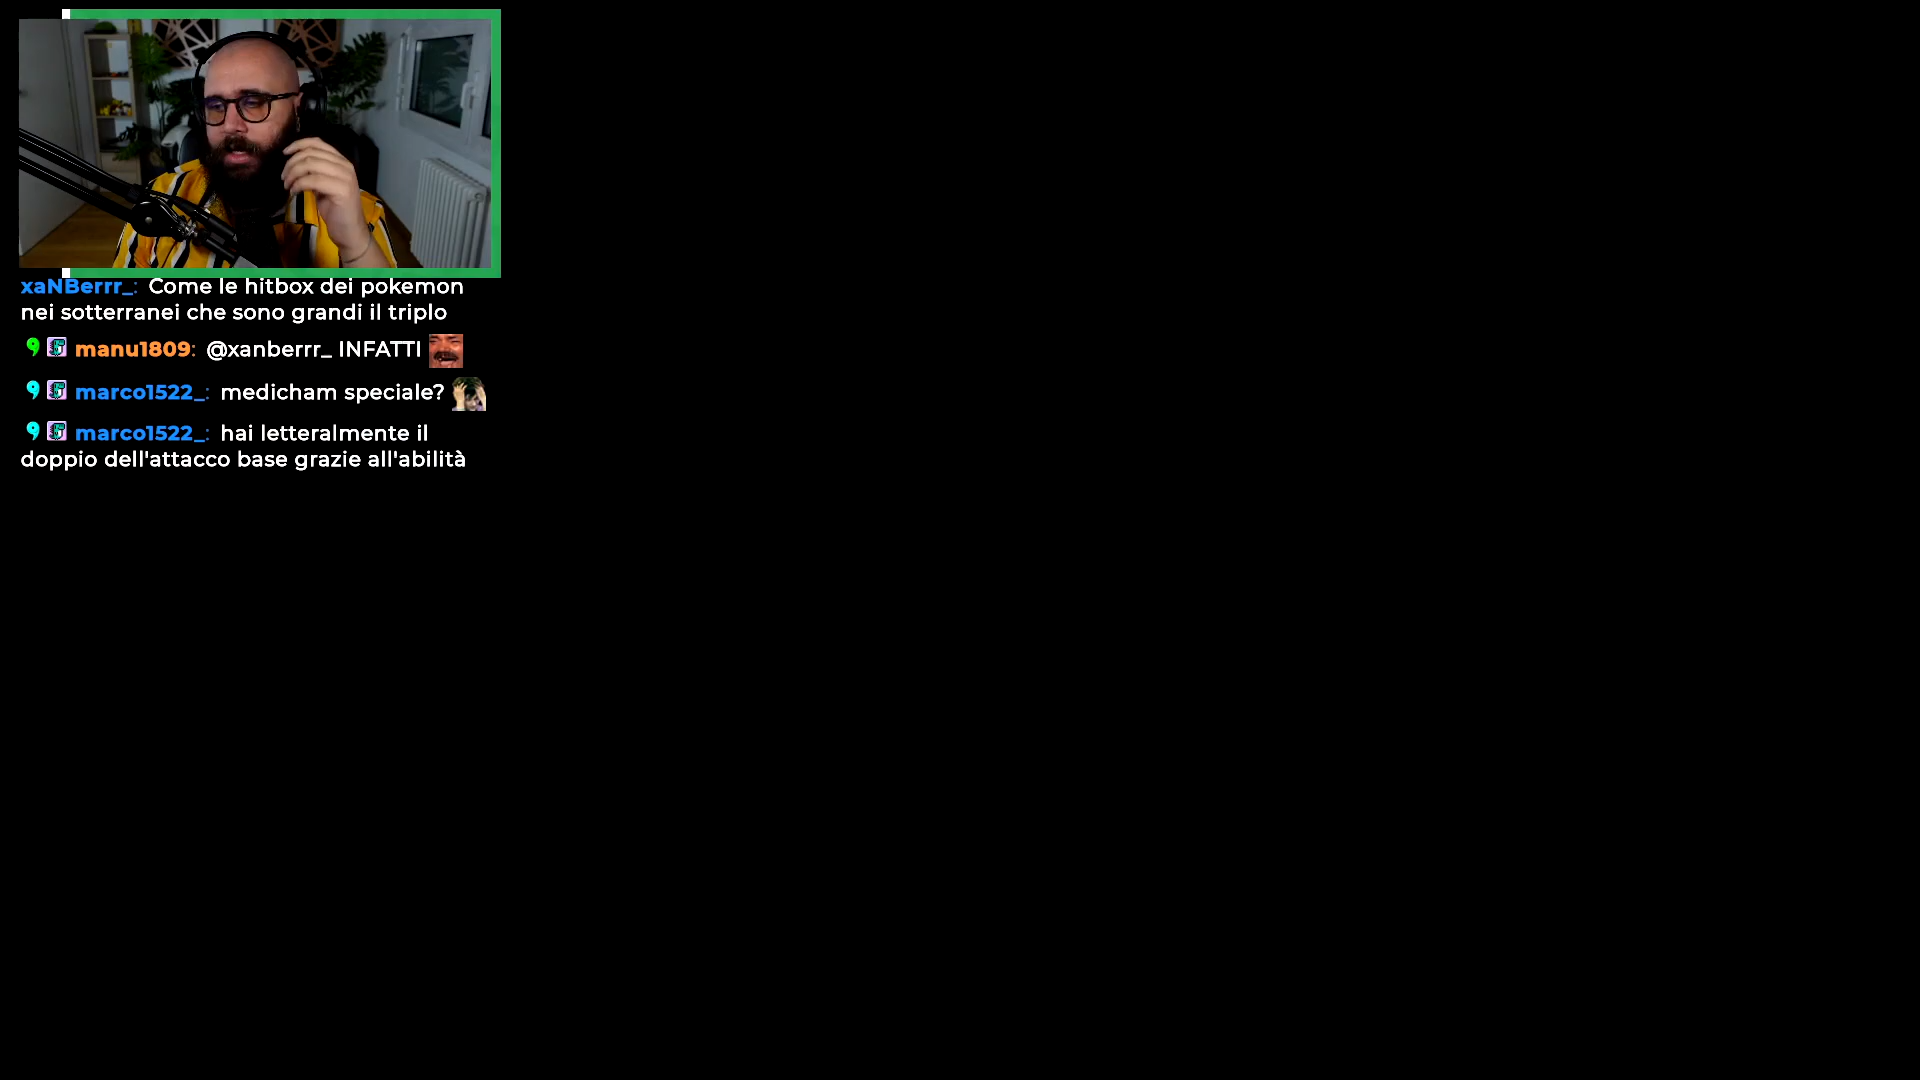 xaNBerrr_: Come le hitbox dei pokemon
nei sotterranei che sono grandi il triplo
manu1809: @xanberrr_ INFATTI
marco1522_: medicham speciale?
marco1522_: hai letteralmente il
doppio dell'attacco base grazie all'abilità